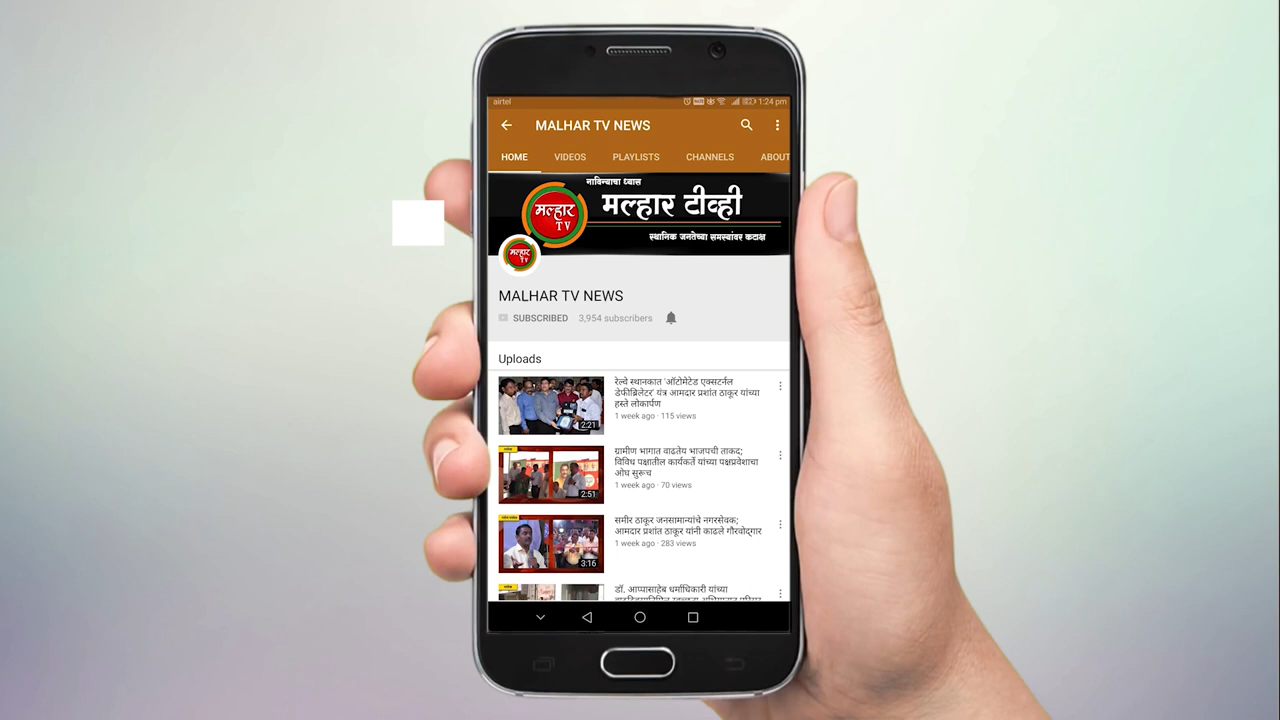 airtel 1:24 pm
MALHAR TV NEWS
HOME VIDEOS PLAYLISTS CHANNELS ABOUT
नाविन्याचा ध्यास
मल्हार TV
मल्हार टीव्ही
स्थानिक जनतेच्या समस्यांवर कटाक्ष
मल्हार TV
MALHAR TV NEWS
SUBSCRIBED 3,954 subscribers
Uploads
रेल्वे स्थानकात 'ऑटोमेटेड एक्सटर्नल
डेफीब्रिलेटर' यंत्र आमदार प्रशांत ठाकूर यांच्या
हस्ते लोकार्पण
1 week ago · 115 views
2:21
ग्रामीण भागात वाढतेय भाजपची ताकद;
विविध पक्षातील कार्यकर्ते यांच्या पक्षप्रवेशाचा
ओघ सुरूच
1 week ago · 70 views
2:51
समीर ठाकूर जनसामान्यांचे नगरसेवक;
आमदार प्रशांत ठाकूर यांनी काढले गौरवोद्गार
1 week ago · 283 views
3:16
डॉ. आप्पासाहेब धर्माधिकारी यांच्या